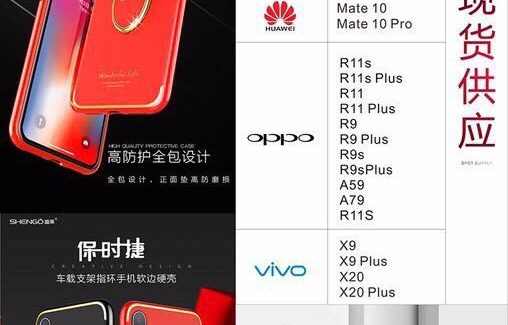 Wonderful Life
HIGH QUALITY PROTECTIVE CASE
高防护全包设计
全包设计，正面垫高防磨损
SHENGO
保时捷
CREATIVE DESIGN
车载支架指环手机软边硬壳
HUAWEI
Mate 10
Mate 10 Pro
oppo
R11s
R11s Plus
R11
R11 Plus
R9
R9 Plus
R9s
R9sPlus
A59
A79
R11S
vivo
X9
X9 Plus
X20
X20 Plus
现货供应
SPOT SUPPLY